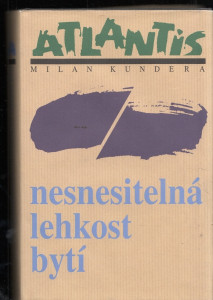 ATLANTIS
MILAN KUNDERA
nesnesitelná
lehkost
bytí